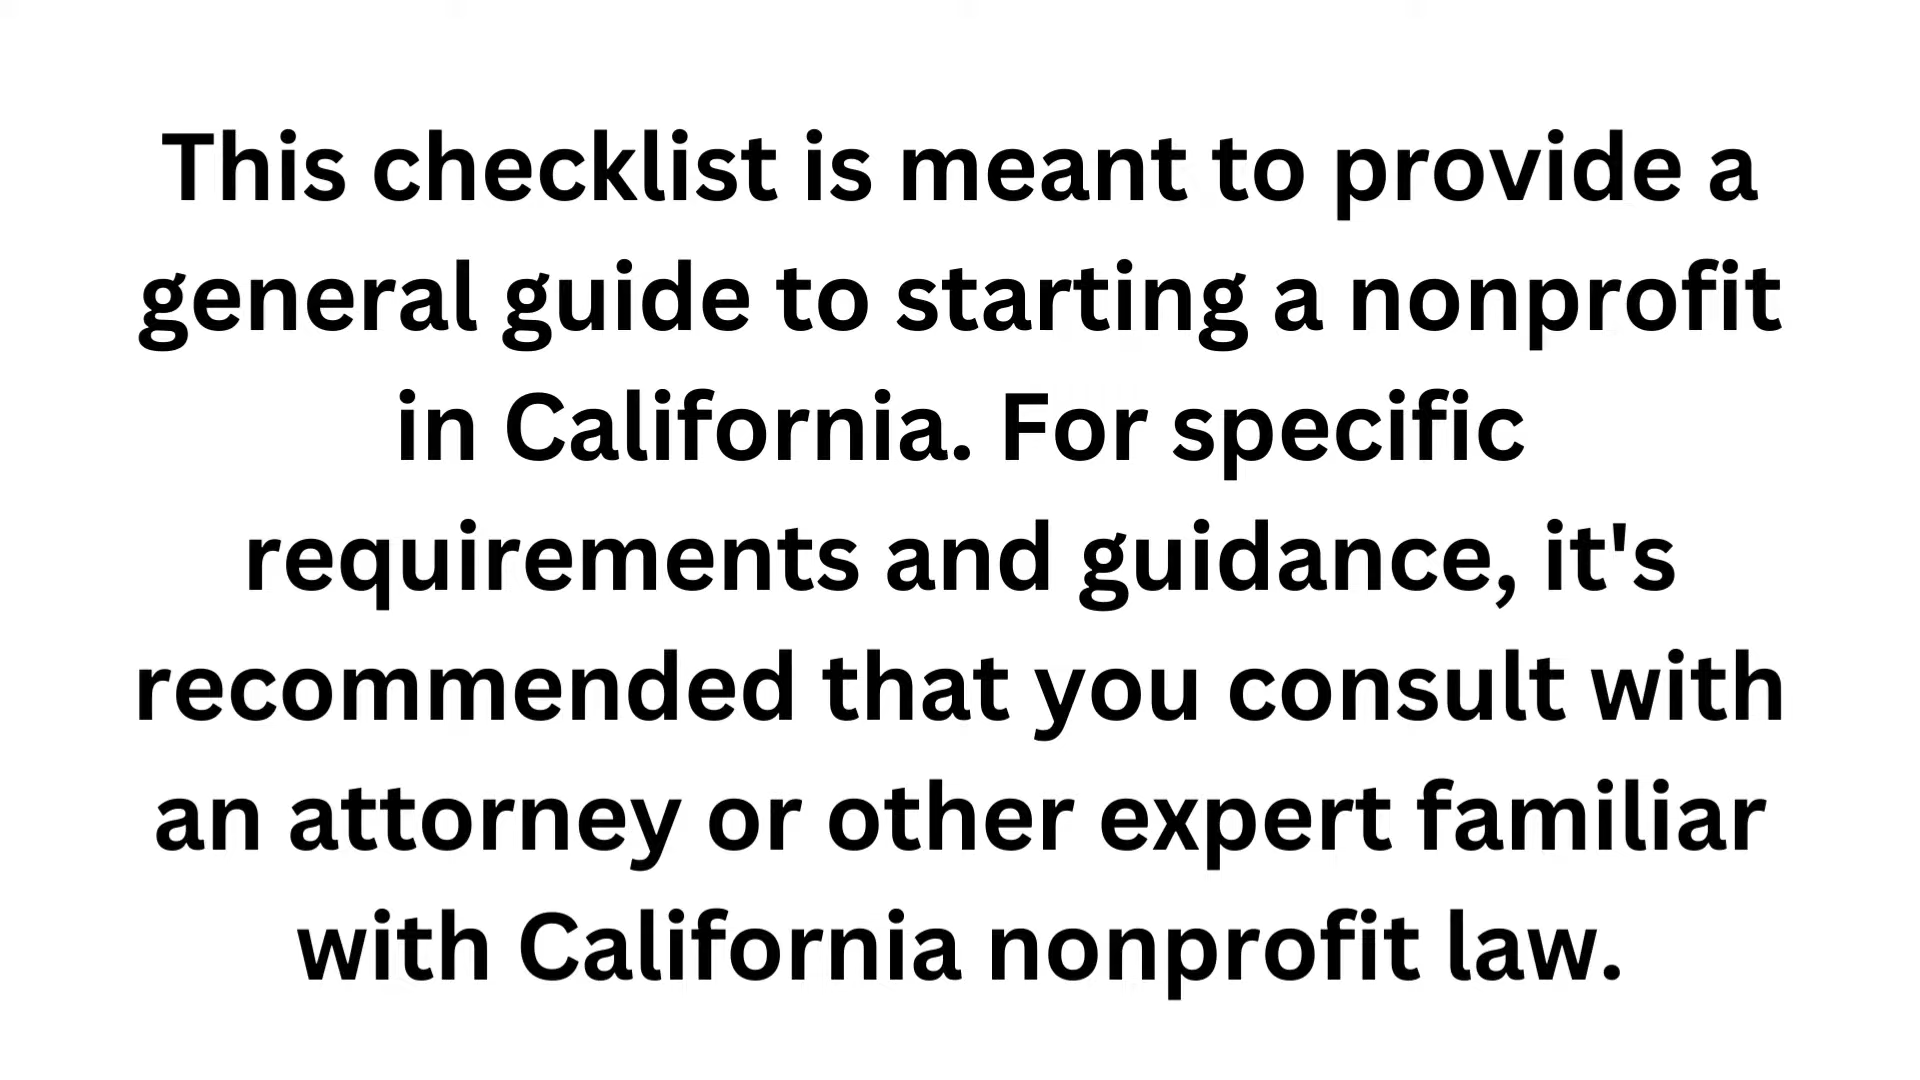 This checklist is meant to provide a
general guide to starting a nonprofit
in California. For specific
requirements and guidance, it's
recommended that you consult with
an attorney or other expert familiar
with California nonprofit law.